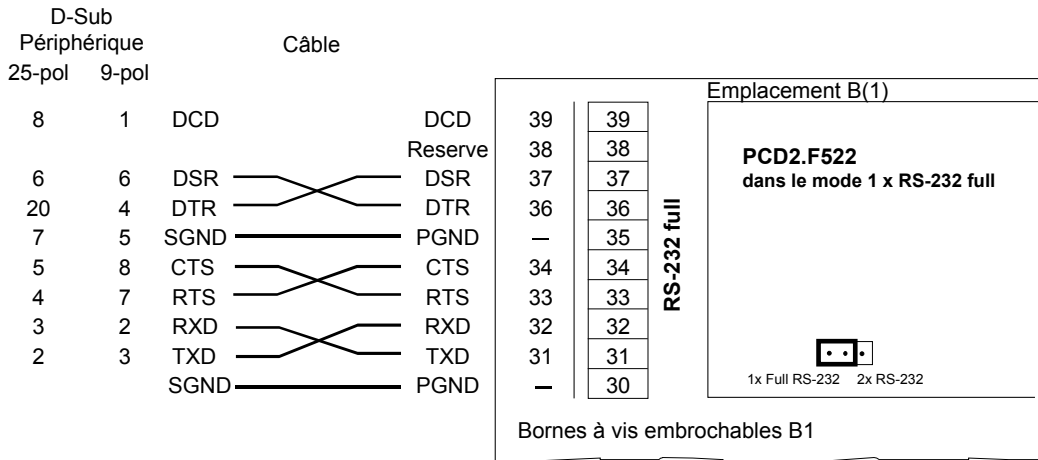 D-Sub
Périphérique Câble
25-pol 9-pol
Emplacement B(1)
8 1 DCD DCD 39 39
Reserve 38 38
PCD2.F522
6 6 DSR DSR 37 37
dans le mode 1 x RS-232 full
20 4 DTR DTR 36 36
7 5 SGND PGND – 35
5 8 CTS CTS 34 34
4 7 RTS RTS 33 33
3 2 RXD RXD 32 32
2 3 TXD TXD 31 31
SGND PGND – 30
RS-232 full
1x Full RS-232 2x RS-232
Bornes à vis embrochables B1